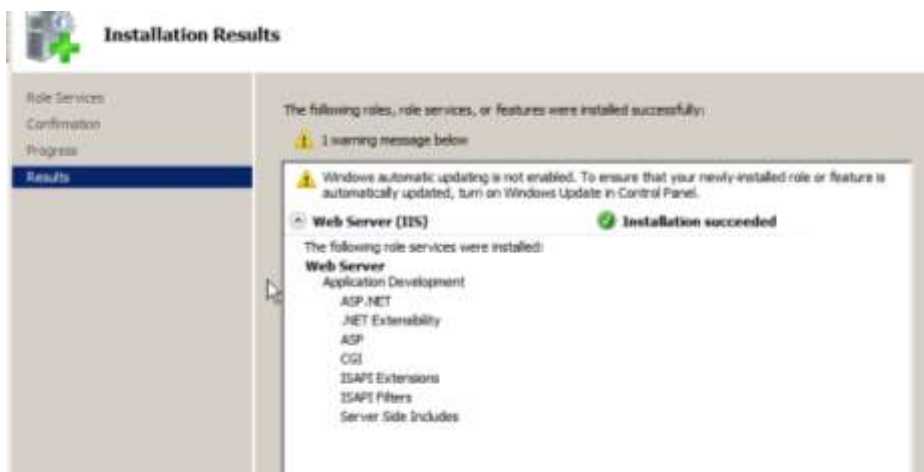 Installation Results
Role Services
Confirmation
Progress
Results
The following roles, role services, or features were installed successfully:
1 warning message below
Windows automatic updating is not enabled. To ensure that your newly-installed role or feature is
automatically updated, turn on Windows Update in Control Panel.
Web Server (IIS) Installation succeeded
The following role services were installed:
Web Server
Application Development
ASP.NET
.NET Extensibility
ASP
CGI
ISAPI Extensions
ISAPI Filters
Server Side Includes